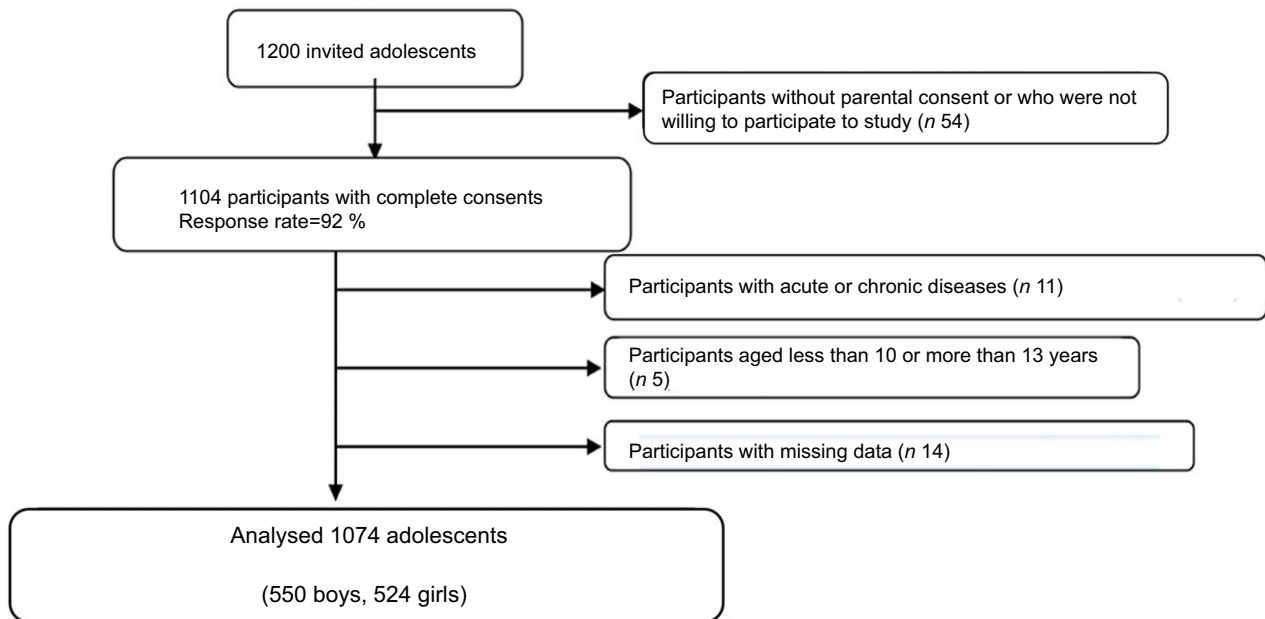 1200 invited adolescents
Participants without parental consent or who were not
willing to participate to study (n 54)
1104 participants with complete consents
Response rate=92 %
Participants with acute or chronic diseases (n 11)
Participants aged less than 10 or more than 13 years
(n 5)
Participants with missing data (n 14)
Analysed 1074 adolescents
(550 boys, 524 girls)